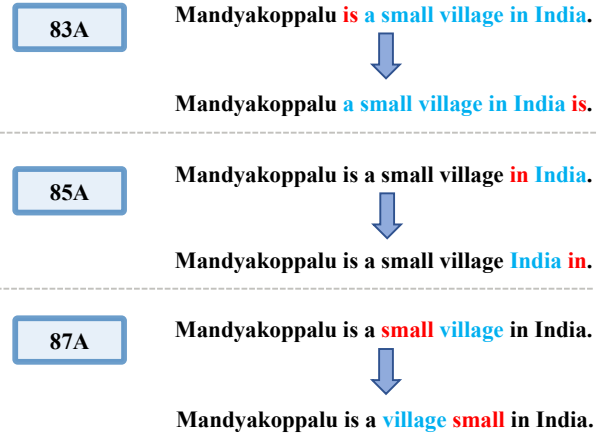 83A
Mandyakoppalu is a small village in India.
Mandyakoppalu a small village in India is.
85A
Mandyakoppalu is a small village in India.
Mandyakoppalu is a small village India in.
87A
Mandyakoppalu is a small village in India.
Mandyakoppalu is a village small in India.